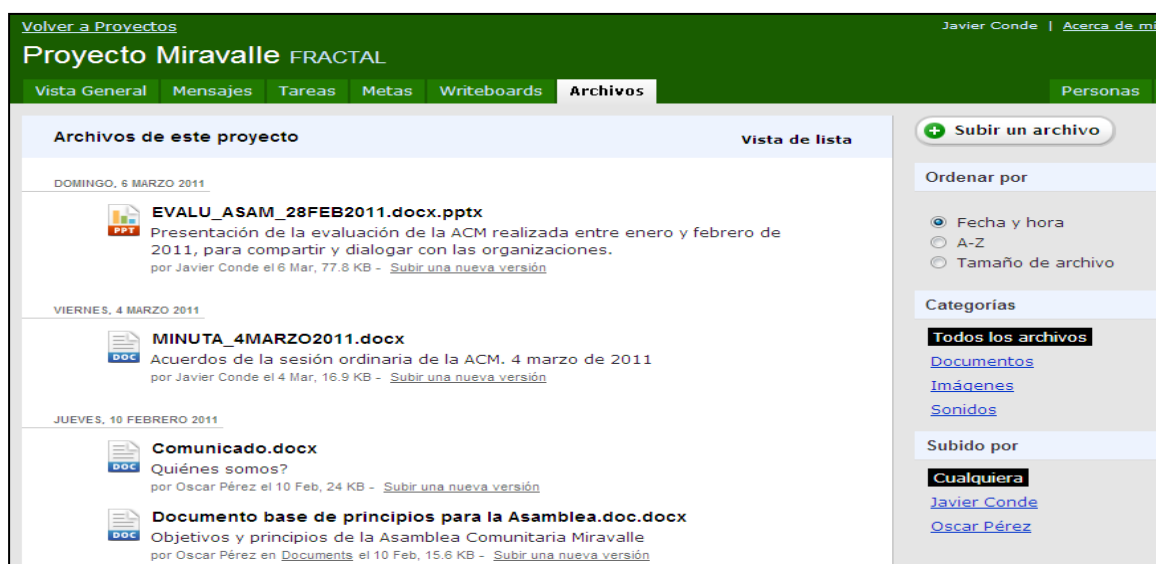 Volver a Proyectos
Javier Conde | Acerca de mi
Proyecto Miravalle FRACTAL
Vista General Mensajes Tareas Metas Writeboards Archivos Personas
Archivos de este proyecto Vista de lista
DOMINGO, 6 MARZO 2011
PPT
EVALU_ASAM_28FEB2011.docx.pptx
Presentación de la evaluación de la ACM realizada entre enero y febrero de
2011, para compartir y dialogar con las organizaciones.
por Javier Conde el 6 Mar, 77.8 KB - Subir una nueva versión
VIERNES, 4 MARZO 2011
DOC
MINUTA_4MARZO2011.docx
Acuerdos de la sesión ordinaria de la ACM. 4 marzo de 2011
por Javier Conde el 4 Mar, 16.9 KB - Subir una nueva versión
JUEVES, 10 FEBRERO 2011
DOC
Comunicado.docx
Quiénes somos?
por Oscar Pérez el 10 Feb, 24 KB - Subir una nueva versión
DOC
Documento base de principios para la Asamblea.doc.docx
Objetivos y principios de la Asamblea Comunitaria Miravalle
por Oscar Pérez en Documents el 10 Feb, 15.6 KB - Subir una nueva versión
Subir un archivo
Ordenar por
Fecha y hora
A-Z
Tamaño de archivo
Categorías
Todos los archivos
Documentos
Imágenes
Sonidos
Subido por
Cualquiera
Javier Conde
Oscar Pérez